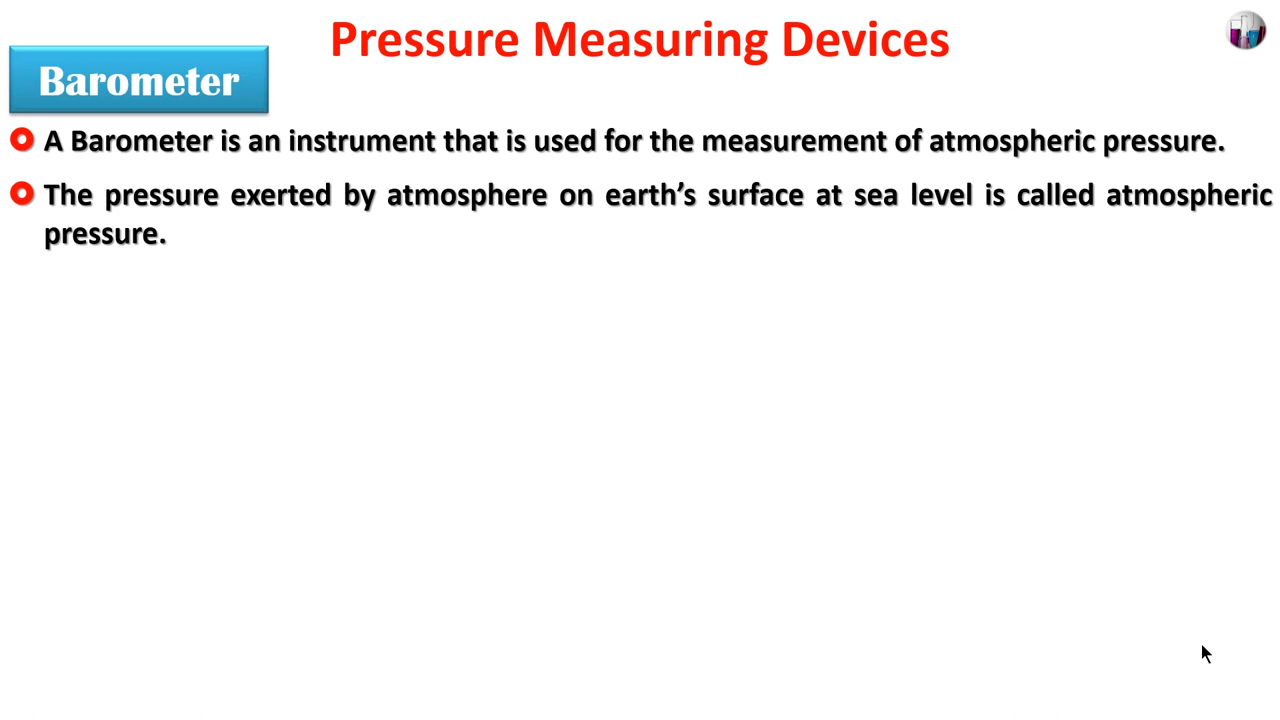 Pressure Measuring Devices
Barometer
A Barometer is an instrument that is used for the measurement of atmospheric pressure.
The pressure exerted by atmosphere on earth’s surface at sea level is called atmospheric
pressure.